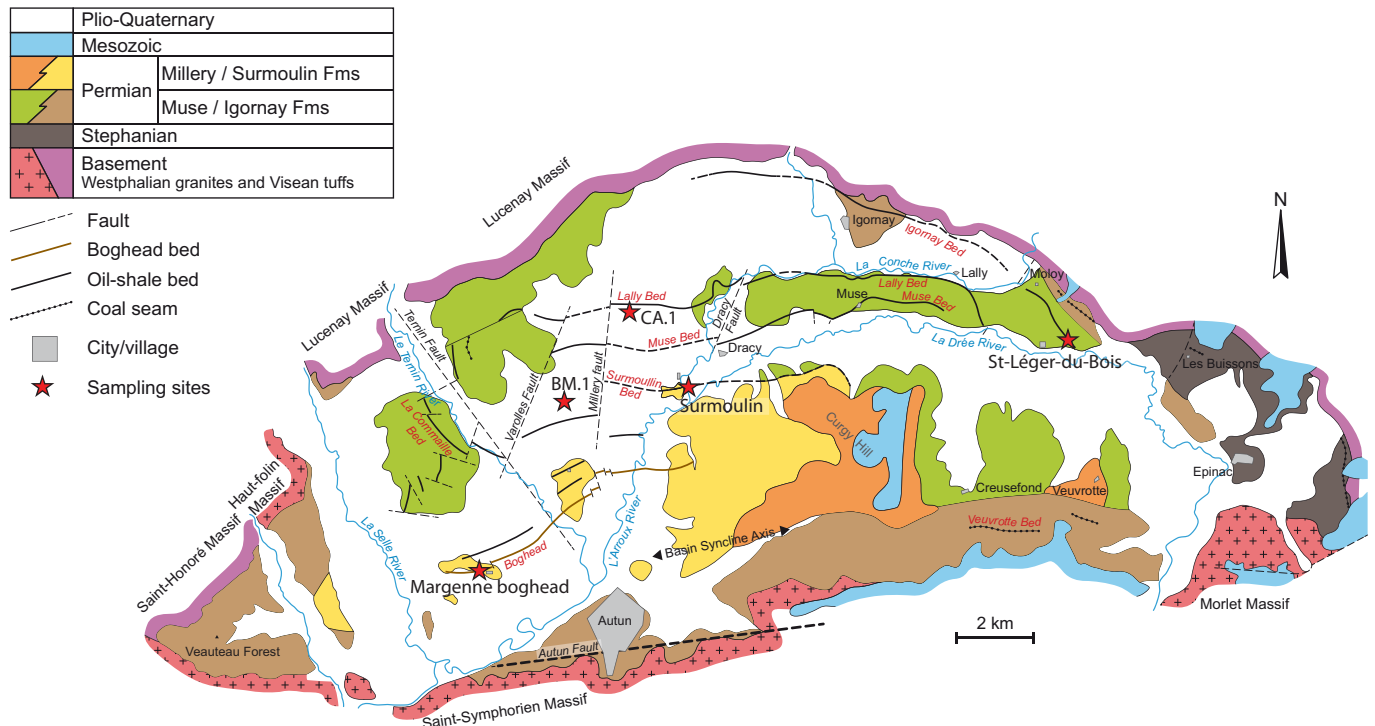 Plio-Quaternary
Mesozoic
Permian
Millery / Surmoulin Fms
Muse / Igornay Fms
Stephanian
Basement
Westphalian granites and Visean tuffs
Fault
Boghead bed
Oil-shale bed
Coal seam
City/village
Sampling sites
N
Lucenay Massif
Lucenay Massif
Haut-folin
Massif
Saint-Honoré Massif
Saint-Symphorien Massif
Morlet Massif
Igornay
Igornay Bed
La Conche River
Lally
Moloy
Lally Bed
Muse
Muse Bed
Lally Bed
CA.1
Dracy
Fault
Muse Bed
Dracy
La Drée River
St-Léger-du-Bois
Les Buissons
Ternin Fault
Le Ternin River
Varolles Fault
BM.1
Millery fault
Surmoullin
Bed
Surmoulin
La Commaille
Bed
Curgy
Hill
Epinac
Creusefond
Veuvrotte
Veuvrotte Bed
Basin Syncline Axis
L'Arroux River
La Selle River
Boghead
Margenne boghead
Autun
Autun Fault
Veauteau Forest
2 km